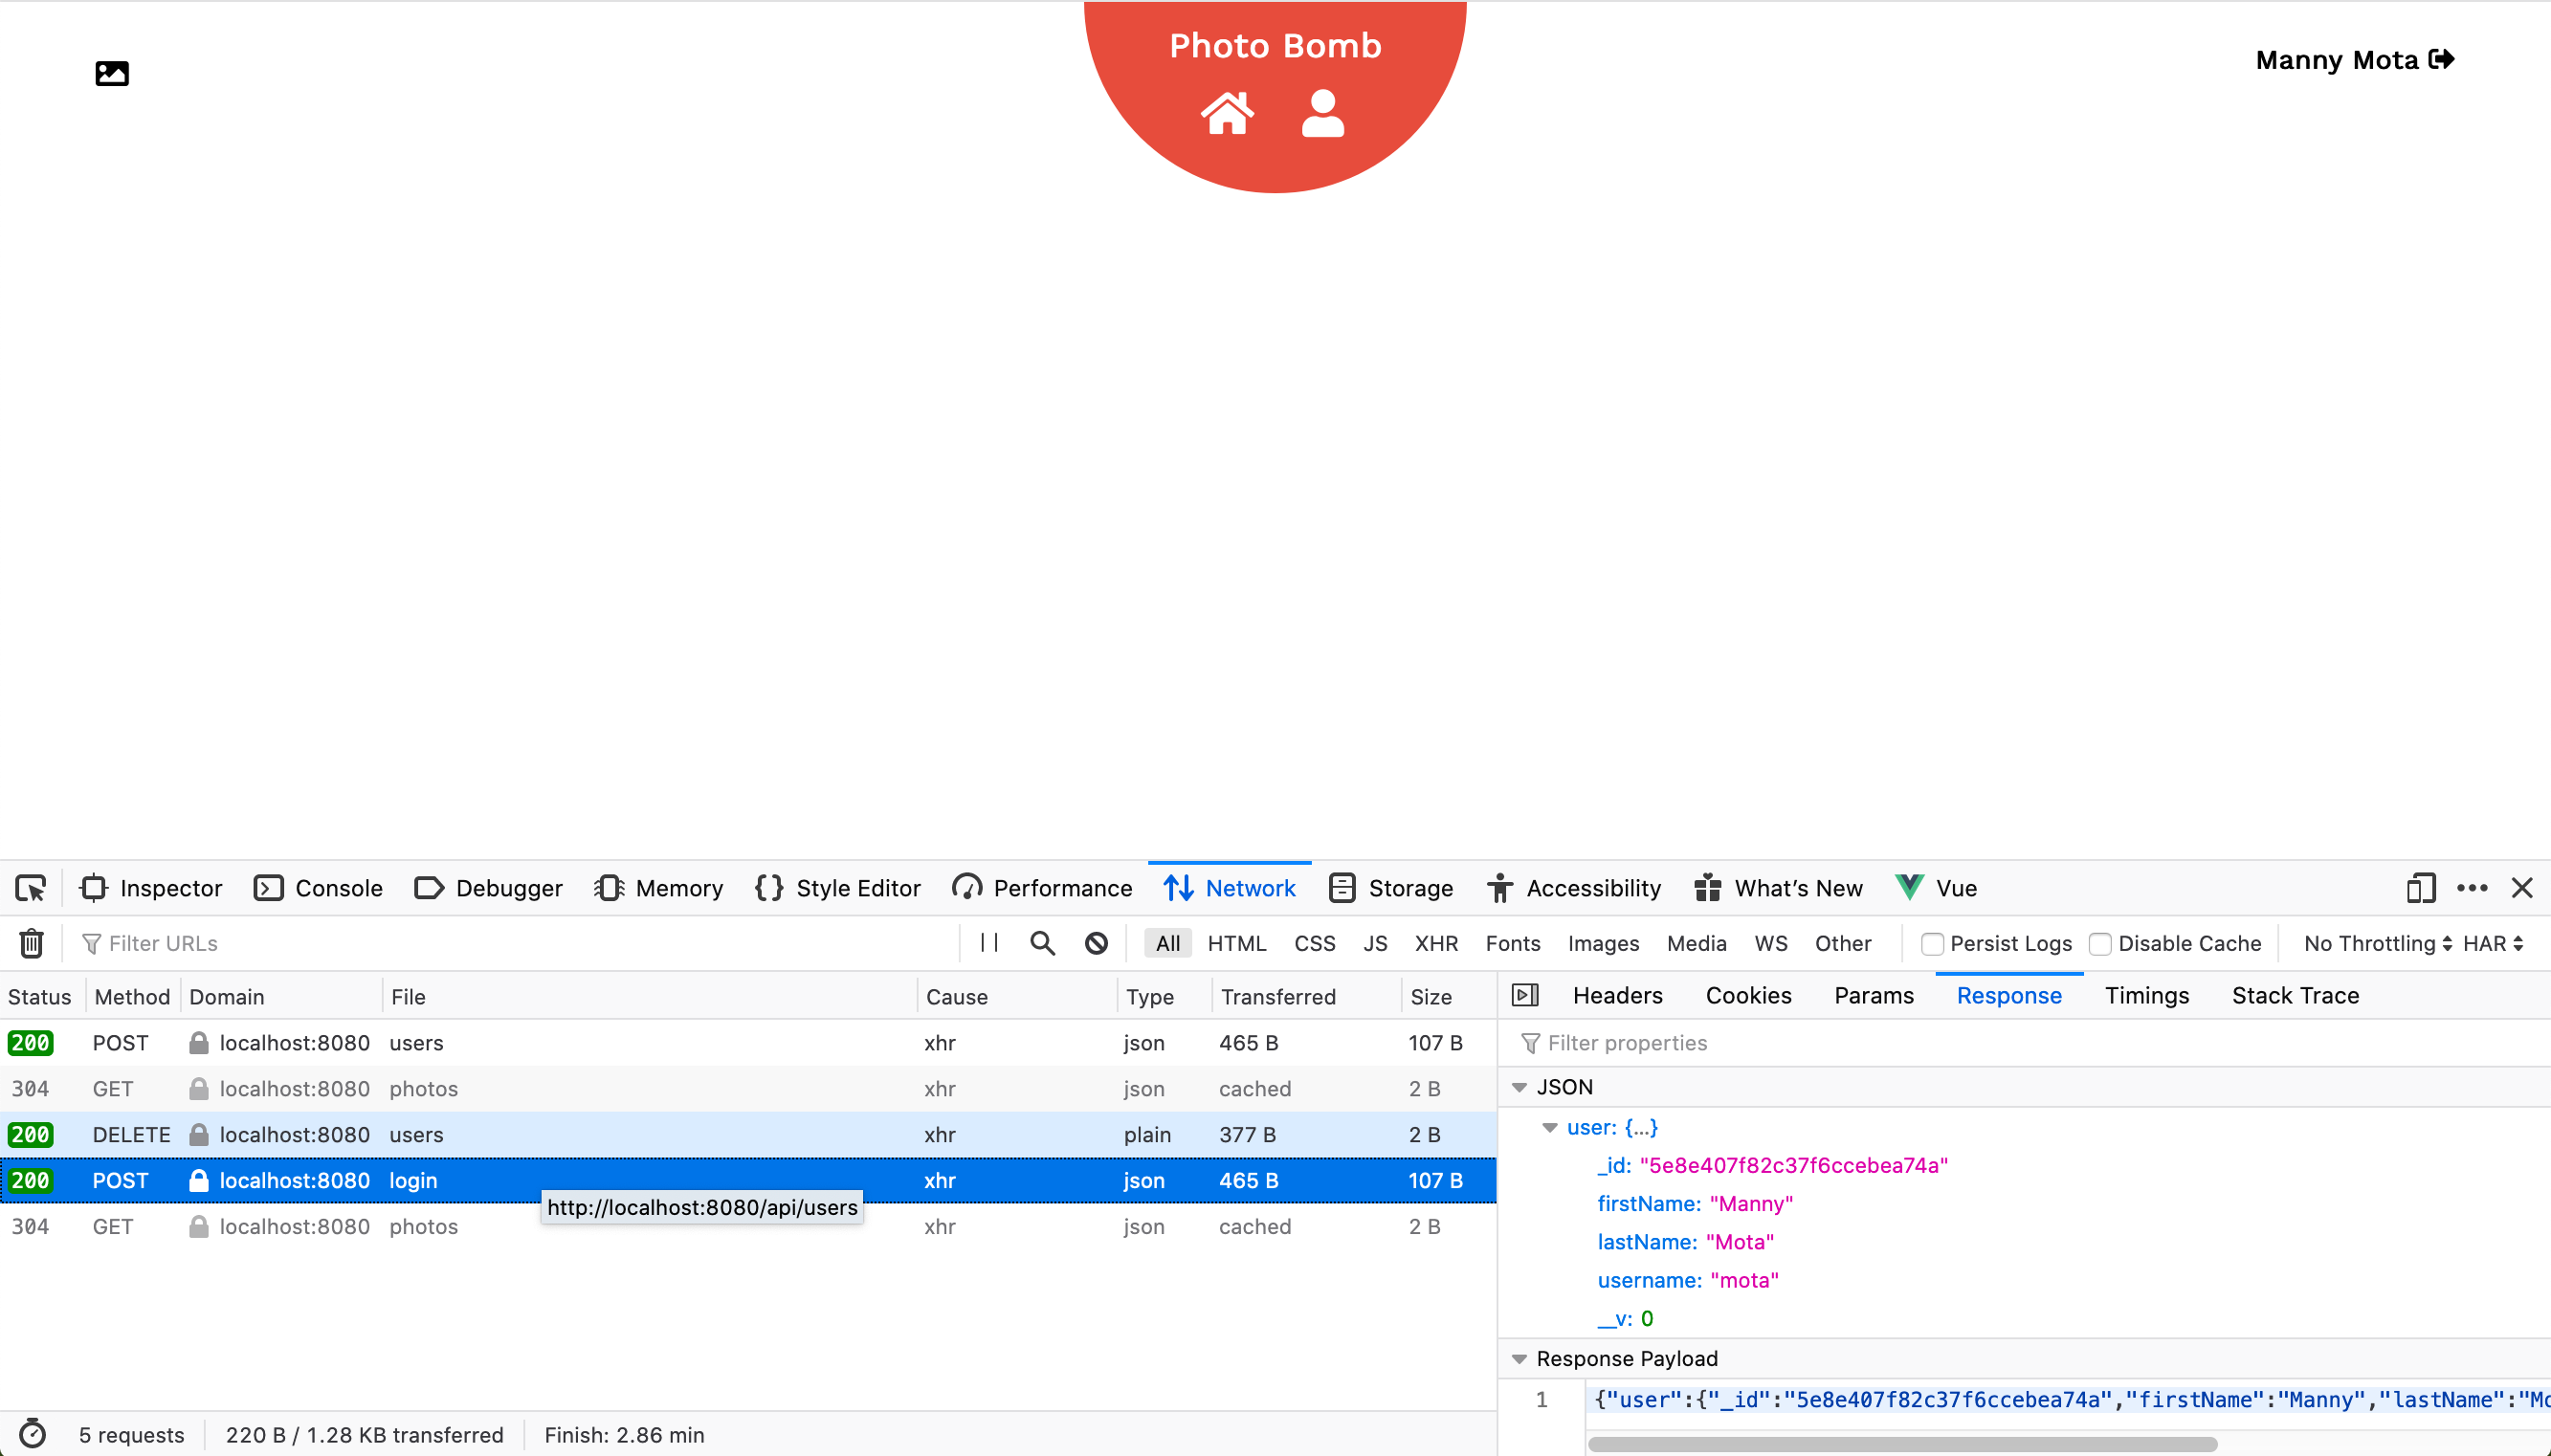 Photo Bomb
Manny Mota
Inspector Console Debugger Memory Style Editor Performance Network Storage Accessibility What's New Vue
Filter URLs All HTML CSS JS XHR Fonts Images Media WS Other Persist Logs Disable Cache No Throttling HAR
Status Method Domain File Cause Type Transferred Size
200 POST localhost:8080 users xhr json 465 B 107 B
304 GET localhost:8080 photos xhr json cached 2 B
200 DELETE localhost:8080 users xhr plain 377 B 2 B
200 POST localhost:8080 login xhr json 465 B 107 B
http://localhost:8080/api/users
304 GET localhost:8080 photos xhr json cached 2 B
Headers Cookies Params Response Timings Stack Trace
Filter properties
JSON
user: {…}
_id: "5e8e407f82c37f6ccebea74a"
firstName: "Manny"
lastName: "Mota"
username: "mota"
__v: 0
Response Payload
1 {"user":{"_id":"5e8e407f82c37f6ccebea74a","firstName":"Manny","lastName":"Mo
5 requests 220 B / 1.28 KB transferred Finish: 2.86 min